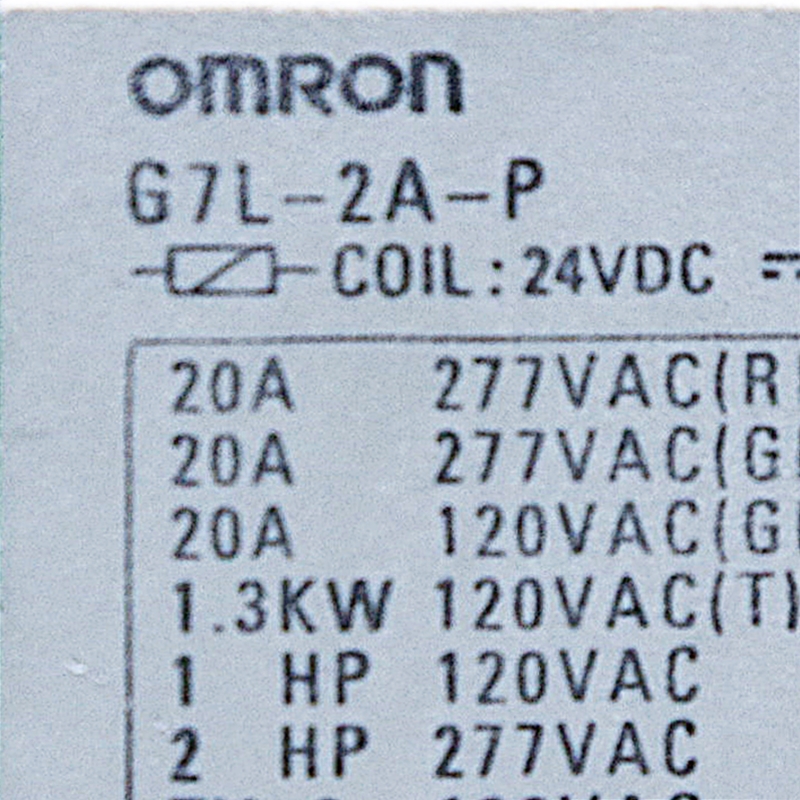 OMRON
G7L-2A-P
COIL: 24VDC
20A 277VAC(R
20A 277VAC(G
20A 120VAC(G
1.3KW 120VAC(T)
1 HP 120VAC
2 HP 277VAC